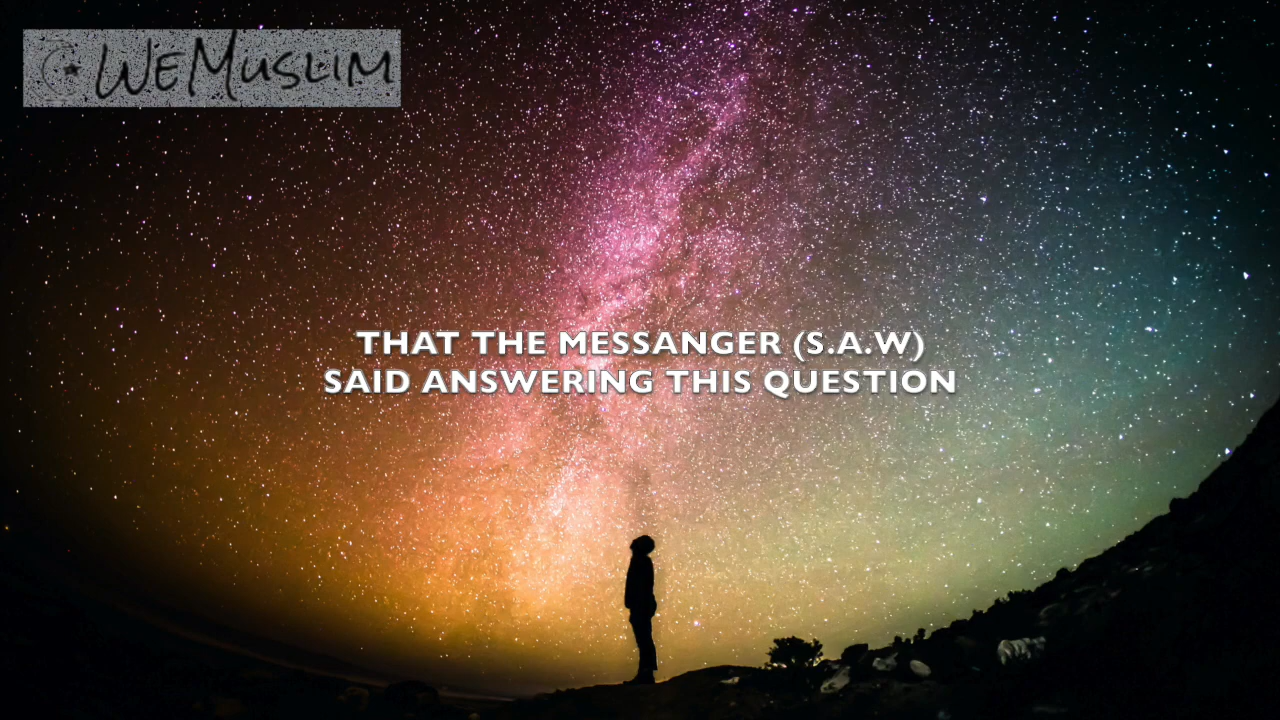 WEMUSLIM
THAT THE MESSANGER (S.A.W)
SAID ANSWERING THIS QUESTION